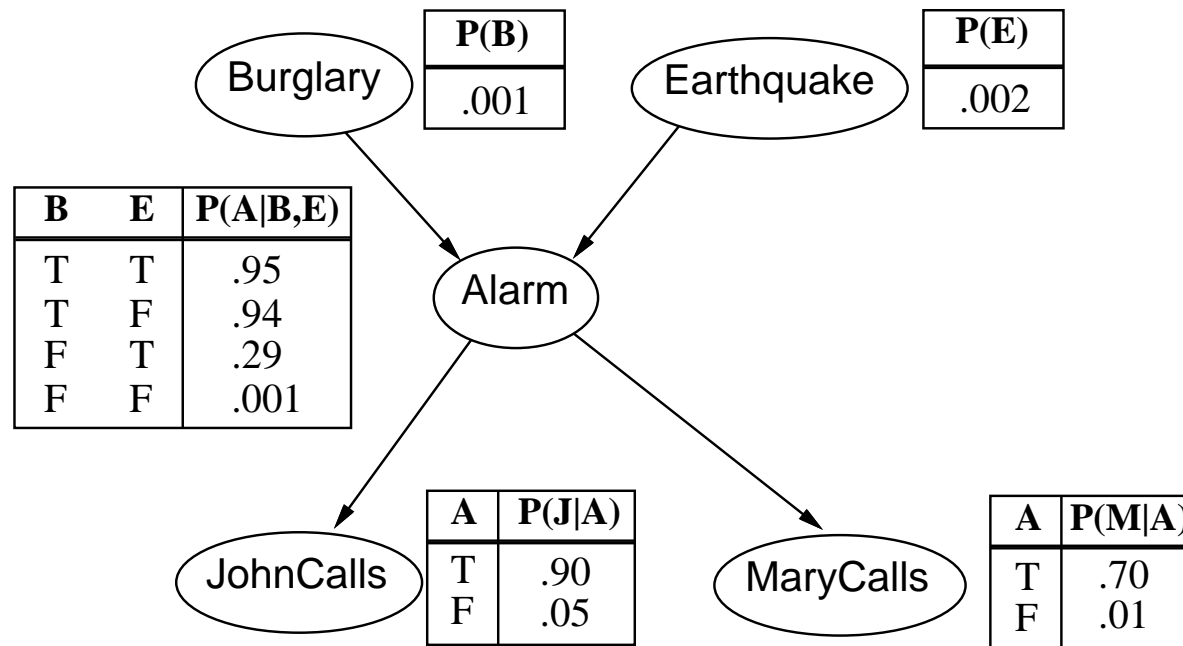 Burglary
P(B)
.001
Earthquake
P(E)
.002
B E P(A|B,E)
T T .95
T F .94
F T .29
F F .001
Alarm
JohnCalls
A P(J|A)
T .90
F .05
MaryCalls
A P(M|A)
T .70
F .01